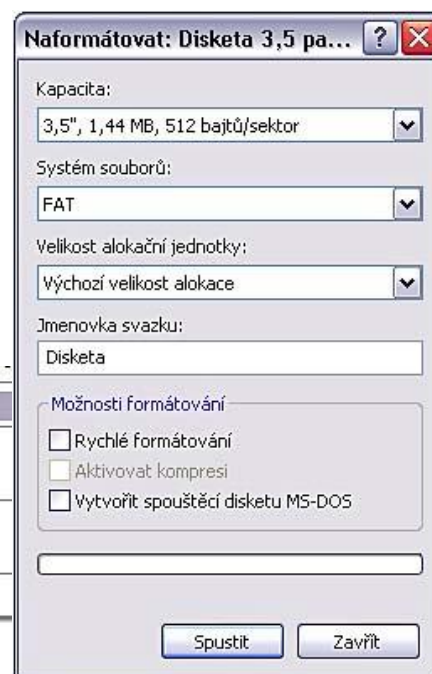 Naformátovat: Disketa 3,5 pa...
Kapacita:
3,5", 1,44 MB, 512 bajtů/sektor
Systém souborů:
FAT
Velikost alokační jednotky:
Výchozí velikost alokace
Jmenovka svazku:
Disketa
Možnosti formátování
Rychlé formátování
Aktivovat kompresi
Vytvořit spouštěcí disketu MS-DOS
Spustit
Zavřít